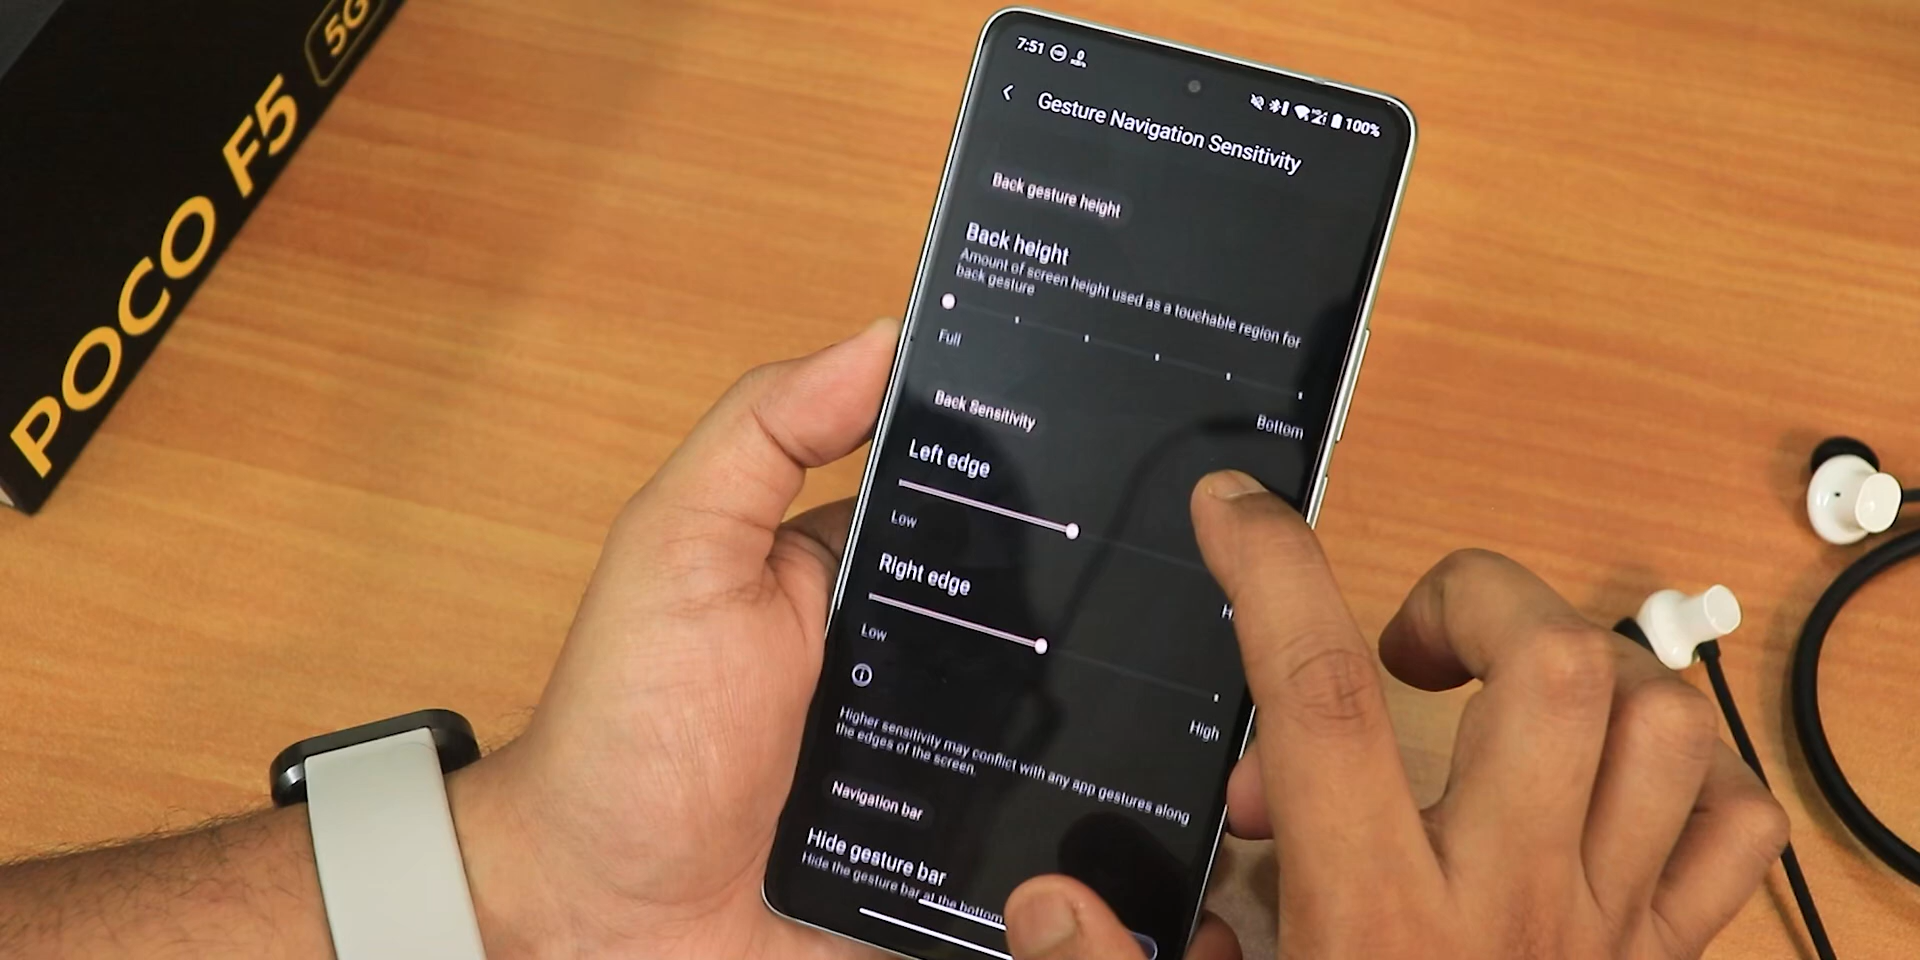 POCO F5 5G
7:51
100%
Gesture Navigation Sensitivity
Back gesture height
Back height
Amount of screen height used as a touchable region for
back gesture
Full
Bottom
Back Sensitivity
Left edge
Low
Right edge
Low
High
Higher sensitivity may conflict with any app gestures along
the edges of the screen.
Navigation bar
Hide gesture bar
Hide the gesture bar at the bottom